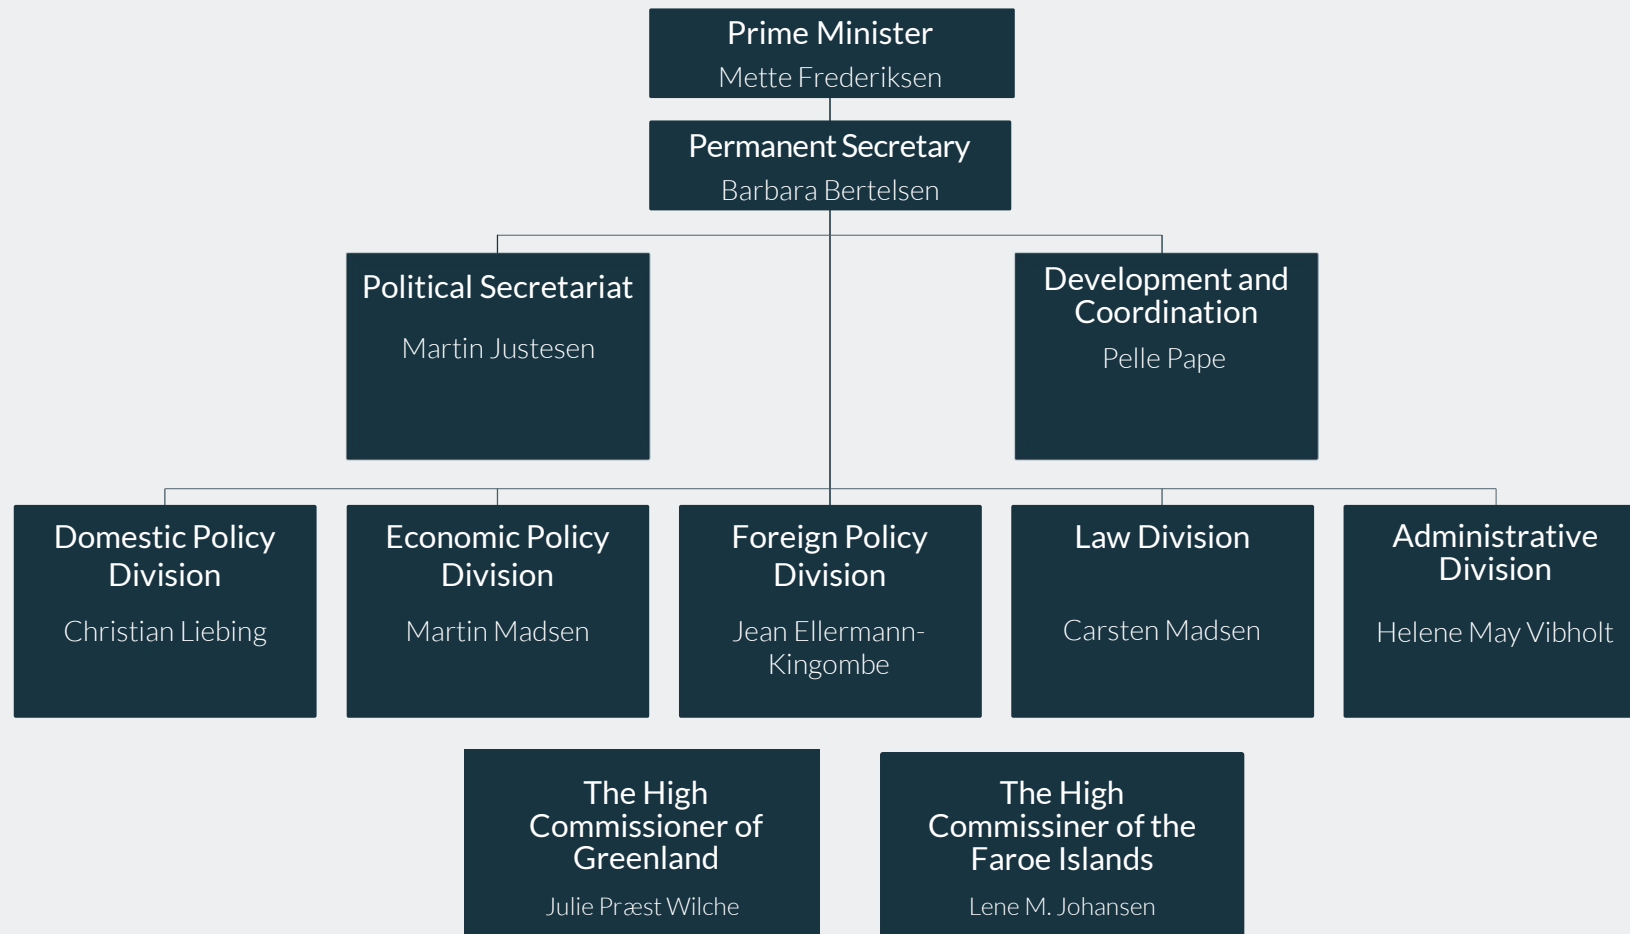 Prime Minister
Mette Frederiksen
Permanent Secretary
Barbara Bertelsen
Political Secretariat
Martin Justesen
Development and
Coordination
Pelle Pape
Domestic Policy
Division
Christian Liebing
Economic Policy
Division
Martin Madsen
Foreign Policy
Division
Jean Ellermann-
Kingombe
Law Division
Carsten Madsen
Administrative
Division
Helene May Vibholt
The High
Commissioner of
Greenland
Julie Præst Wilche
The High
Commissiner of the
Faroe Islands
Lene M. Johansen